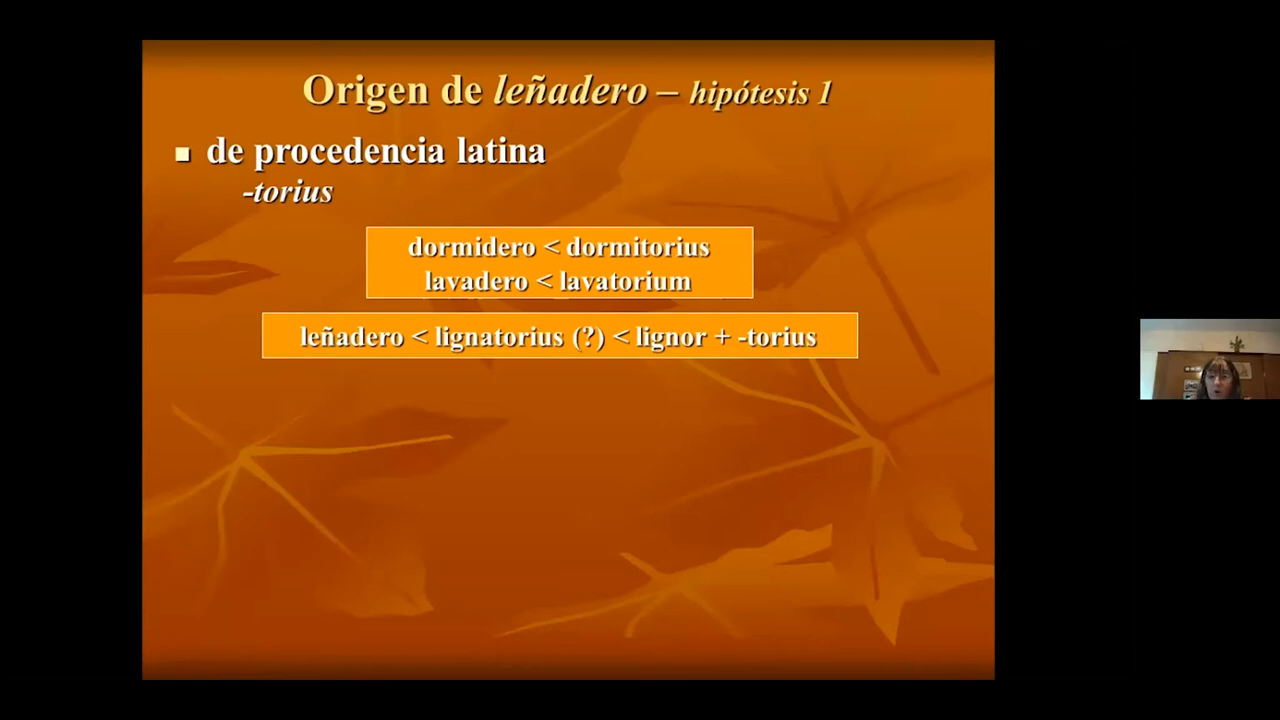 Origen de leñadero – hipótesis 1
de procedencia latina
-torius
dormidero < dormitorius
lavadero < lavatorium
leñadero < lignatorius (?) < lignor + -torius